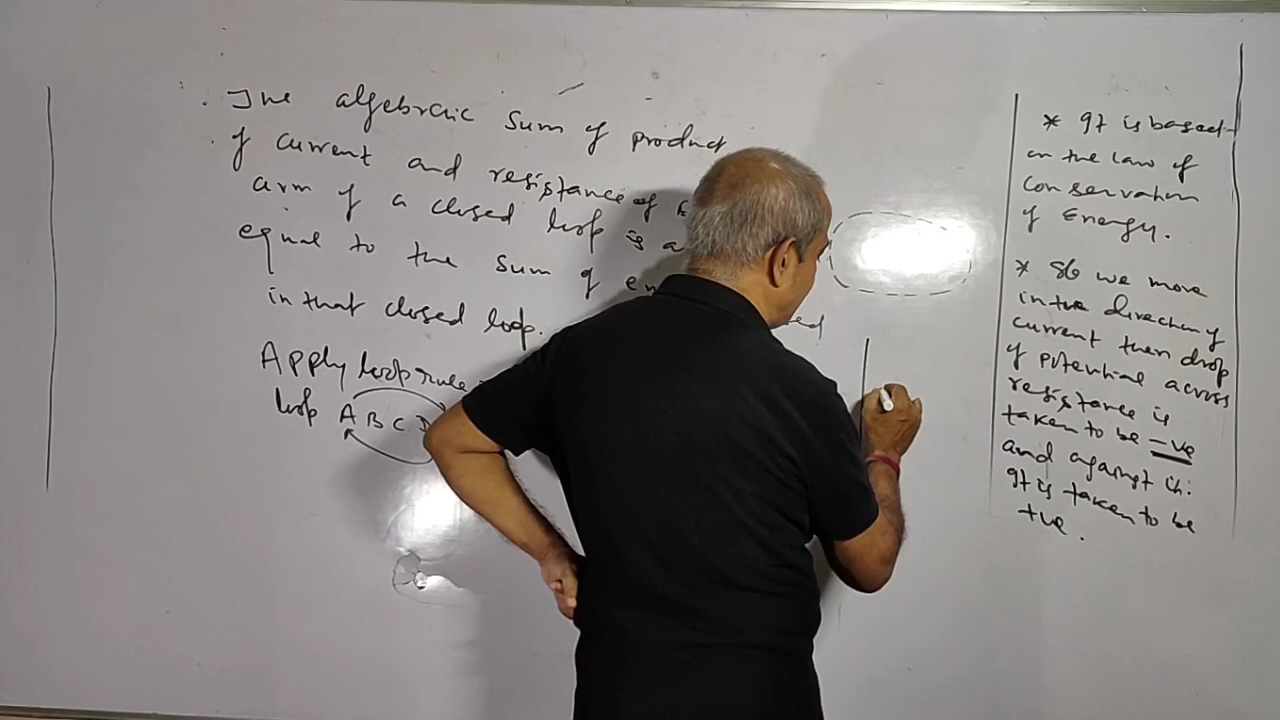 The algebraic sum of product
of current and resistance of
arm of a closed loop is
equal to the sum of
in that closed loop.
Apply loop rule
loop ABCD
* It is based
on the law of
conservation
of Energy.
* If we move
in the direction of
current then drop
of potential across
resistance is
taken to be -ve
and against it
It is taken to be
+ve.